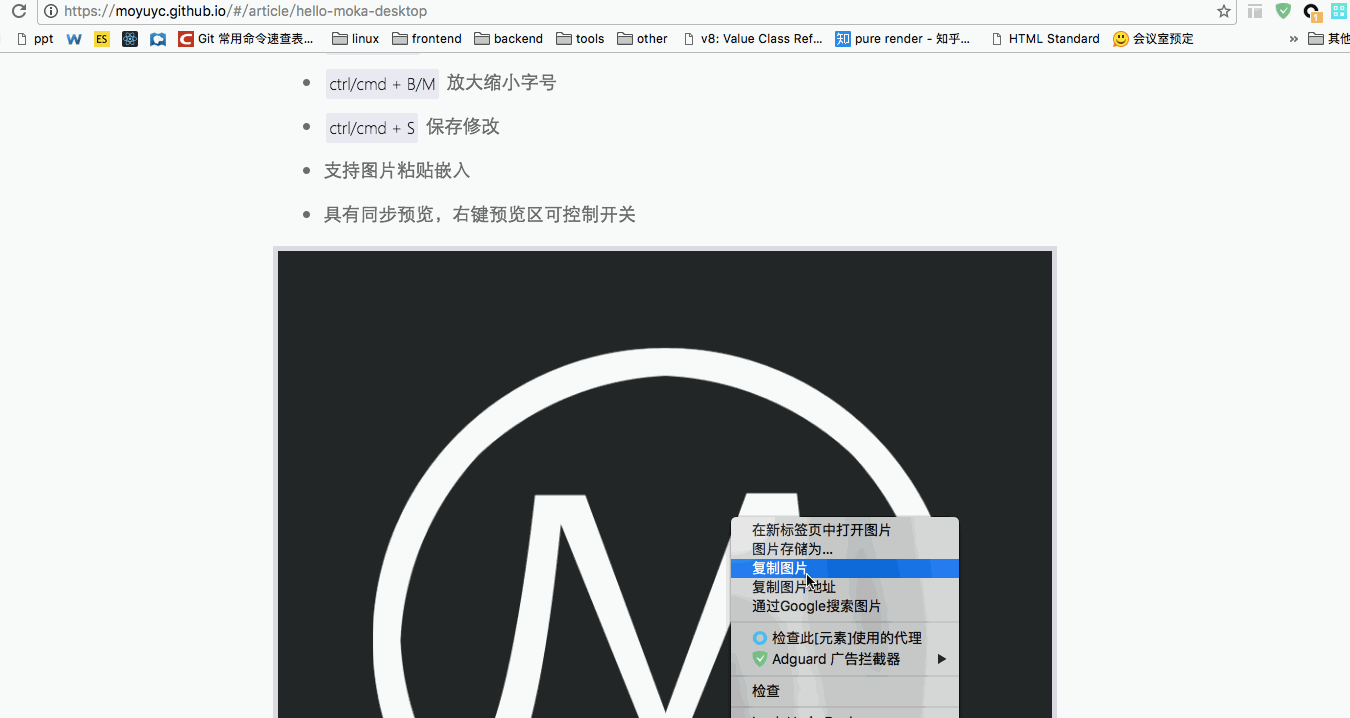 https://moyuyc.github.io/#/article/hello-moka-desktop
ppt W ES Git 常用命令速查表... linux frontend backend tools other v8: Value Class Ref... 知 pure render - 知乎... HTML Standard 会议室预定 » 其他
ctrl/cmd + B/M 放大缩小字号
ctrl/cmd + S 保存修改
支持图片粘贴嵌入
具有同步预览，右键预览区可控制开关
M
在新标签页中打开图片
图片存储为...
复制图片
复制图片地址
通过Google搜索图片
检查此[元素]使用的代理
Adguard 广告拦截器
检查